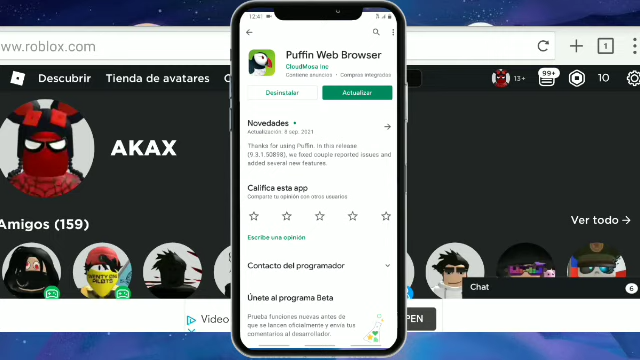 ww.roblox.com
1
Descubrir
Tienda de avatares
13+
99+
10
AKAX
Amigos (159)
Ver todo →
Chat
6
Video
PEN
12:41
Puffin Web Browser
CloudMosa Inc
Contiene anuncios · Compras integradas
Desinstalar
Actualizar
Novedades •
Actualización: 8 sep. 2021
Thanks for using Puffin. In this release
(9.3.1.50898), we fixed couple reported issues and
added several new features.
Califica esta app
Comparte tu opinión con otros usuarios
Escribe una opinión
Contacto del programador
Únete al programa Beta
Prueba funciones nuevas antes de
que se lancen oficialmente y envía tus
comentarios al desarrollador.